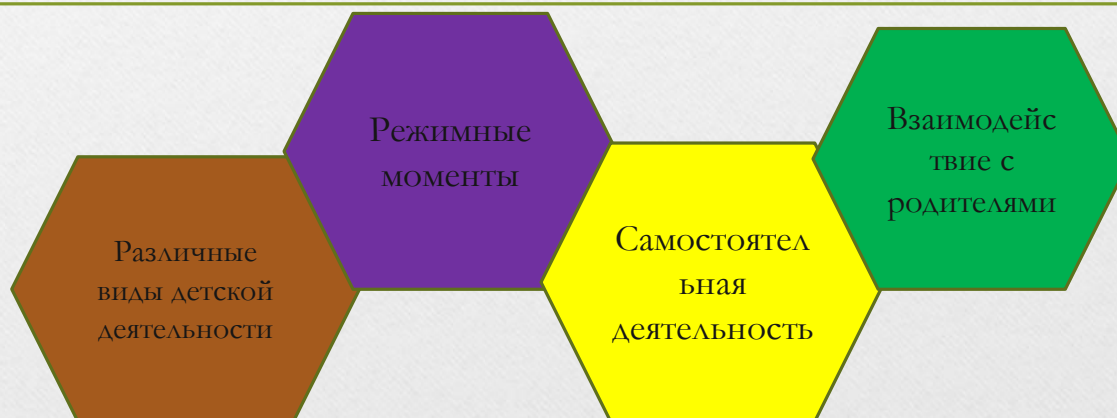 Различные
виды детской
деятельности
Режимные
моменты
Самостоятел
ьная
деятельность
Взаимодейс
твие с
родителями